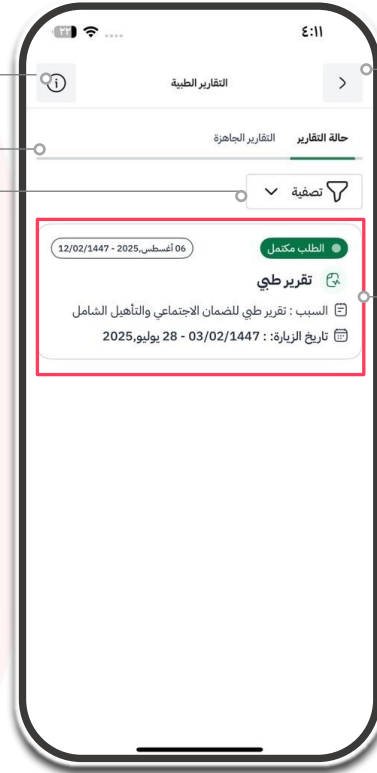 ٤:١١
٢٢
التقارير الطبية
حالة التقارير
التقارير الجاهزة
تصفية
الطلب مكتمل
06 أغسطس,2025 - 12/02/1447
تقرير طبي
السبب : تقرير طبي للضمان الاجتماعي والتأهيل الشامل
تاريخ الزيارة: : 03/02/1447 - 28 يوليو,2025